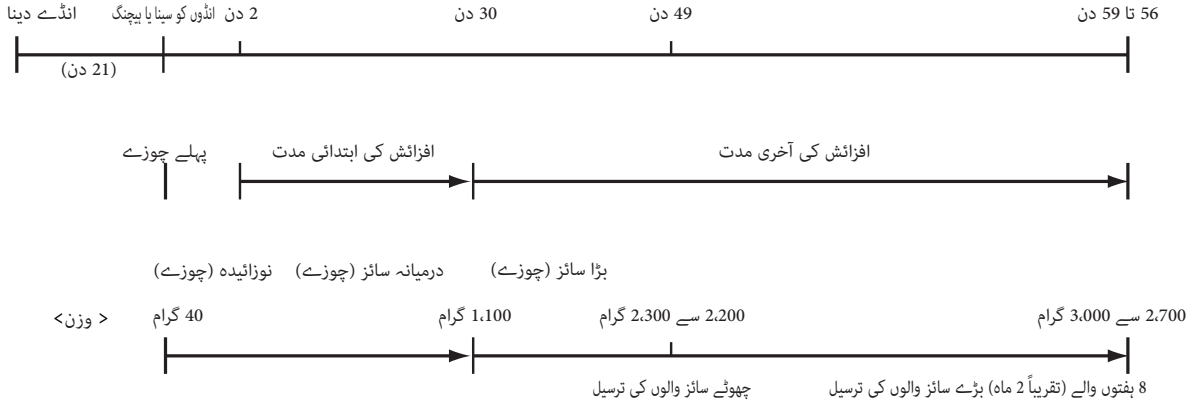 انڈے دینا
انڈوں کو سینا یا ہیچنگ
2 دن
30 دن
49 دن
56 تا 59 دن
(21 دن)
پہلے چوزے
افزائش کی ابتدائی مدت
افزائش کی آخری مدت
نوزائیدہ (چوزے)
درمیانہ سائز (چوزے)
بڑا سائز (چوزے)
< وزن>
40 گرام
1،100 گرام
2،200 سے 2،300 گرام
2،700 سے 3،000 گرام
چھوٹے سائز والوں کی ترسیل
8 ہفتوں والے (تقریباً 2 ماہ) بڑے سائز والوں کی ترسیل